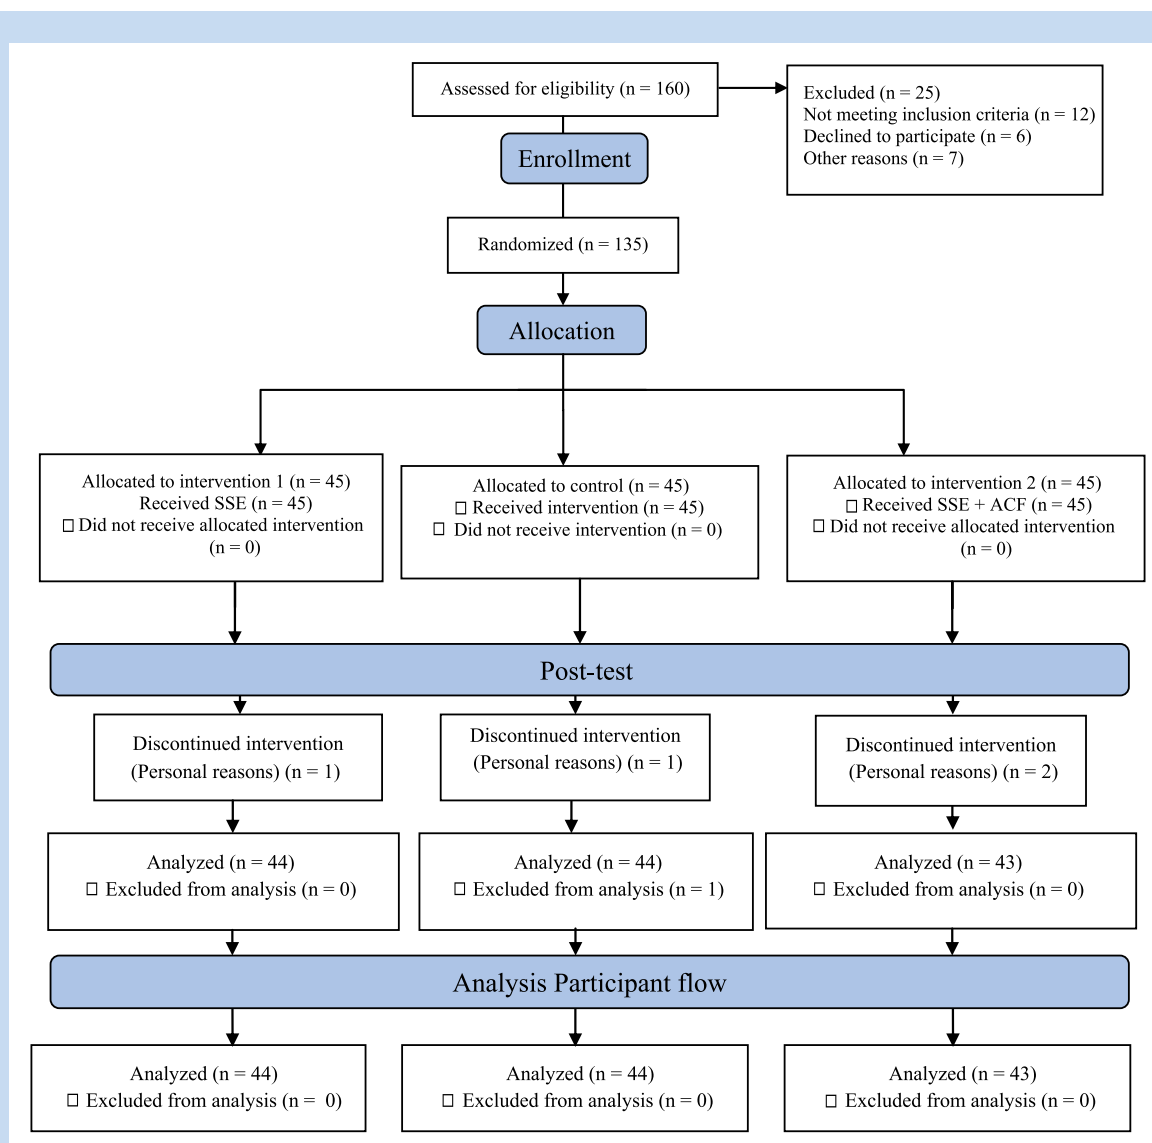 Assessed for eligibility (n = 160)
Excluded (n = 25)
Not meeting inclusion criteria (n = 12)
Declined to participate (n = 6)
Other reasons (n = 7)
Enrollment
Randomized (n = 135)
Allocation
Allocated to intervention 1 (n = 45)
Received SSE (n = 45)
□ Did not receive allocated intervention
(n = 0)
Allocated to control (n = 45)
□ Received intervention (n = 45)
□ Did not receive intervention (n = 0)
Allocated to intervention 2 (n = 45)
□ Received SSE + ACF (n = 45)
□ Did not receive allocated intervention
(n = 0)
Post-test
Discontinued intervention
(Personal reasons) (n = 1)
Discontinued intervention
(Personal reasons) (n = 1)
Discontinued intervention
(Personal reasons) (n = 2)
Analyzed (n = 44)
□ Excluded from analysis (n = 0)
Analyzed (n = 44)
□ Excluded from analysis (n = 1)
Analyzed (n = 43)
□ Excluded from analysis (n = 0)
Analysis Participant flow
Analyzed (n = 44)
□ Excluded from analysis (n = 0)
Analyzed (n = 44)
□ Excluded from analysis (n = 0)
Analyzed (n = 43)
□ Excluded from analysis (n = 0)